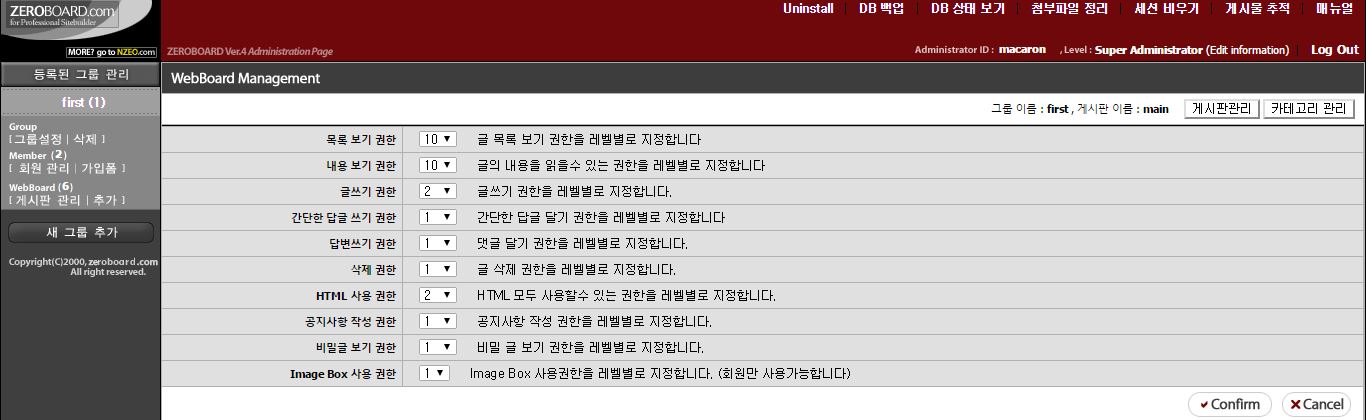 ZEROBOARD.com
for Professional Sitebuilder
MORE? go to NZEO.com
Uninstall | DB 백업 | DB 상태 보기 | 첨부파일 정리 | 세션 비우기 | 게시물 추적 | 매뉴얼
ZEROBOARD Ver.4 Administration Page
Administrator ID : macaron , Level : Super Administrator (Edit information) | Log Out
등록된 그룹 관리
first (1)
Group
[ 그룹설정 | 삭제 ]
Member (2)
[ 회원 관리 | 가입폼 ]
WebBoard (6)
[ 게시판 관리 | 추가 ]
새 그룹 추가
Copyright(C)2000, zeroboard.com
All right reserved.
WebBoard Management
그룹 이름 : first , 게시판 이름 : main 게시판관리 카테고리 관리
목록 보기 권한 10 글 목록 보기 권한을 레벨별로 지정합니다
내용 보기 권한 10 글의 내용을 읽을수 있는 권한을 레벨별로 지정합니다
글쓰기 권한 2 글쓰기 권한을 레벨별로 지정합니다.
간단한 답글 쓰기 권한 1 간단한 답글 달기 권한을 레벨별로 지정합니다
답변쓰기 권한 1 댓글 달기 권한을 레벨별로 지정합니다.
삭제 권한 1 글 삭제 권한을 레벨별로 지정합니다.
HTML 사용 권한 2 HTML 모두 사용할수 있는 권한을 레벨별로 지정합니다.
공지사항 작성 권한 1 공지사항 작성 권한을 레벨별로 지정합니다.
비밀글 보기 권한 1 비밀 글 보기 권한을 레벨별로 지정합니다.
Image Box 사용 권한 1 Image Box 사용권한을 레벨별로 지정합니다. (회원만 사용가능합니다)
Confirm Cancel